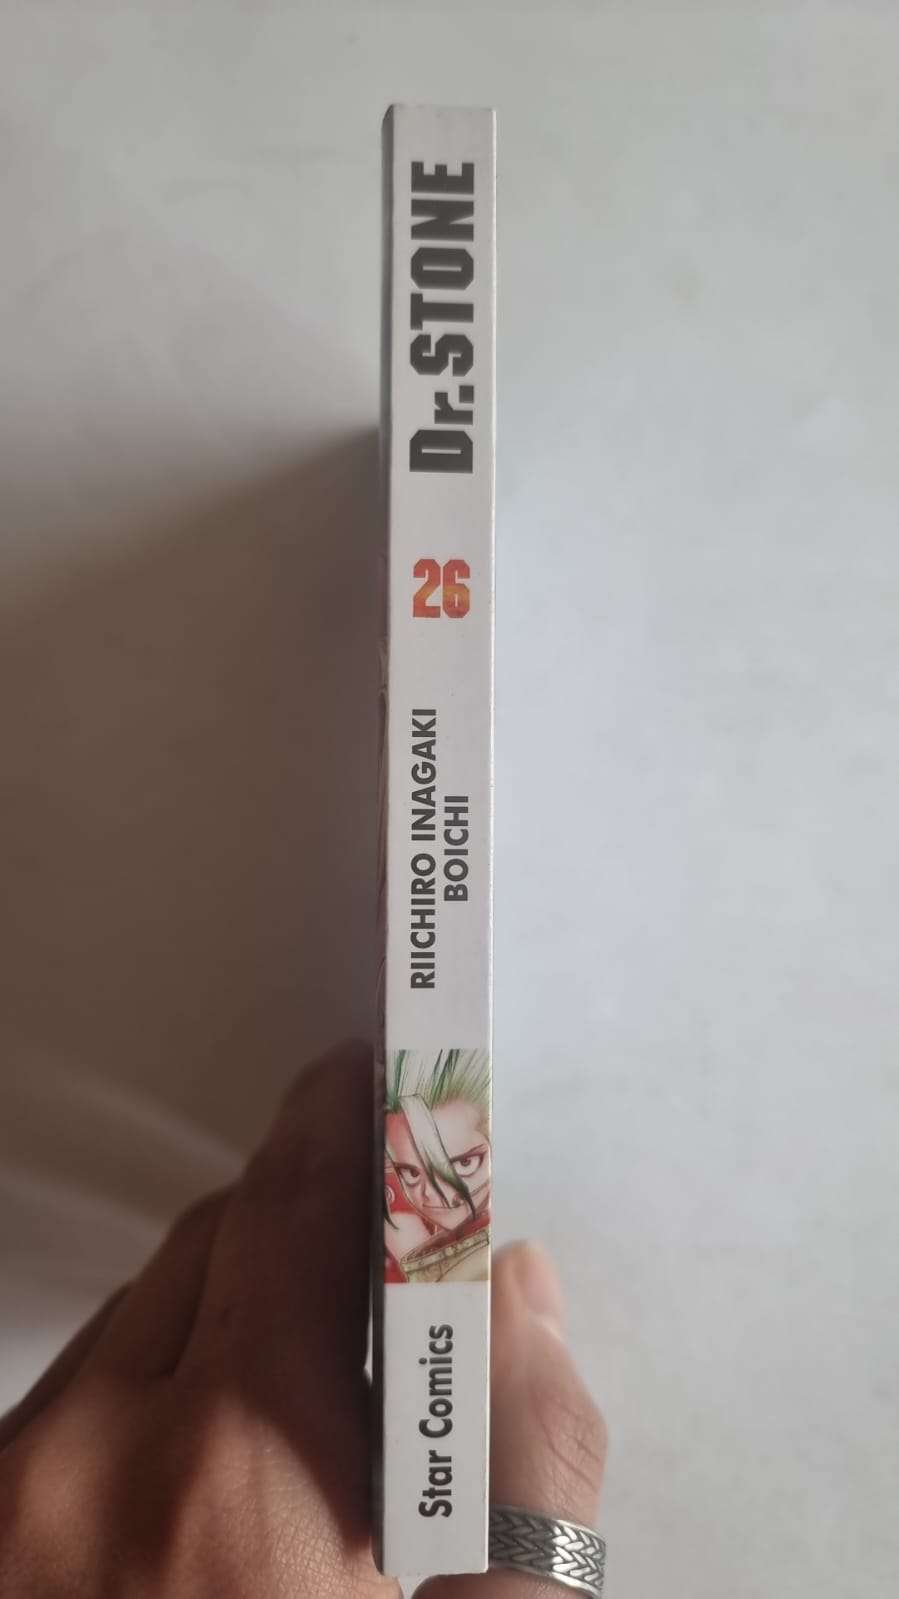 Dr.STONE
26
RIICHIRO INAGAKI
BOICHI
Star Comics